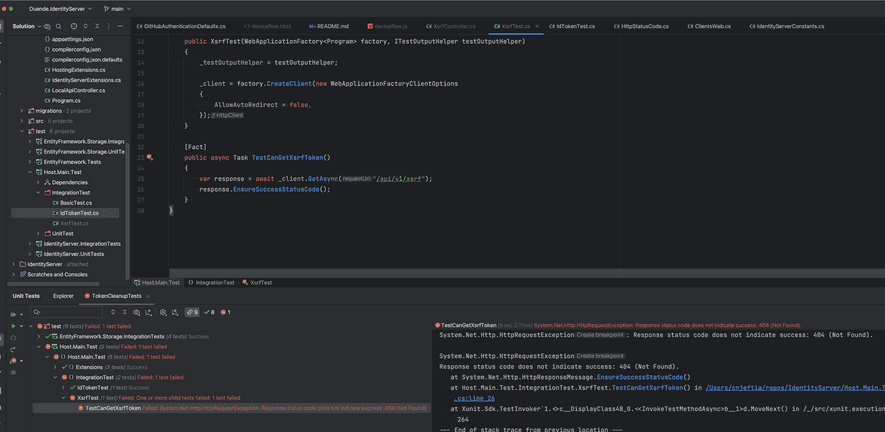 Duende.IdentityServer
main
Solution
GitHubAuthenticationDefaults.cs
deviceflow.html
README.md
deviceflow.js
XsrfController.cs
XsrfTest.cs
IdTokenTest.cs
HttpStatusCode.cs
ClientsWeb.cs
IdentityServerConstants.cs
appsettings.json
compilerconfig.json
compilerconfig.json.defaults
HostingExtensions.cs
IdentityServerExtensions.cs
LocalApiController.cs
Program.cs
migrations 2 projects
src 5 projects
test 6 projects
EntityFramework.Storage.Integra
EntityFramework.Storage.UnitTe
EntityFramework.Tests
Host.Main.Test
Dependencies
IntegrationTest
BasicTest.cs
IdTokenTest.cs
XsrfTest.cs
UnitTest
IdentityServer.IntegrationTests
IdentityServer.UnitTests
IdentityServer attached
Scratches and Consoles
12 public XsrfTest(WebApplicationFactory<Program> factory, ITestOutputHelper testOutputHelper)
13 {
14 _testOutputHelper = testOutputHelper;
15
16 _client = factory.CreateClient(new WebApplicationFactoryClientOptions
17 {
18 AllowAutoRedirect = false,
19 }); HttpClient
20 }
21
22 [Fact]
23 public async Task TestCanGetXsrfToken()
24 {
25 var response = await _client.GetAsync( requestUri: "/api/v1/xsrf");
26 response.EnsureSuccessStatusCode();
27 }
28 }
Host.Main.Test
IntegrationTest
XsrfTest
Unit Tests
Explorer
TokenCleanupTests
9
8
1
test (9 tests) Failed: 1 test failed
EntityFramework.Storage.IntegrationTests (4 tests) Success
Host.Main.Test (5 tests) Failed: 1 test failed
Host.Main.Test (5 tests) Failed: 1 test failed
Extensions (3 tests) Success
IntegrationTest (2 tests) Failed: 1 test failed
IdTokenTest (1 test) Success
XsrfTest Failed: One or more child tests failed: 1 test failed
TestCanGetXsrfToken Failed: System.Net.Http.HttpRequestException: Response status code does not indicate success: 404 (Not Found).
TestCanGetXsrfToken
System.Net.Http.HttpRequestException: Response status code does not indicate success: 404 (Not Found).
System.Net.Http.HttpRequestException Create breakpoint : Response status code does not indicate success: 404 (Not Found).
System.Net.Http.HttpRequestException Create breakpoint
Response status code does not indicate success: 404 (Not Found).
at System.Net.Http.HttpResponseMessage.EnsureSuccessStatusCode()
at Host.Main.Test.IntegrationTest.XsrfTest.TestCanGetXsrfToken() in /Users/cnjeftia/repos/IdentityServer/Host.Main.T
.cs:line 26
at Xunit.Sdk.TestInvoker`1.<>c__DisplayClass48_0.<<InvokeTestMethodAsync>b__1>d.MoveNext() in /_/src/xunit.execution
264
--- End of stack trace from previous location ---